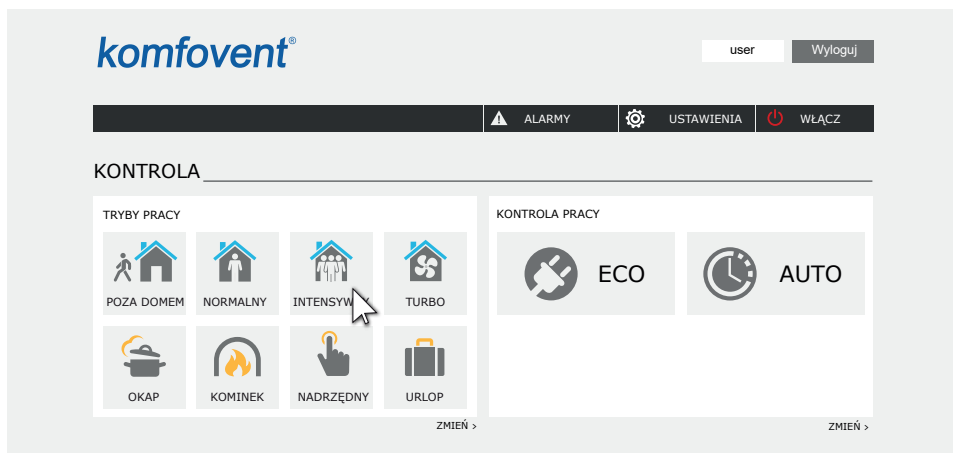 komfovent®
user Wyloguj
ALARMY USTAWIENIA WŁĄCZ
KONTROLA
TRYBY PRACY
KONTROLA PRACY
POZA DOMEM NORMALNY TURBO
ECO AUTO
OKAP KOMINEK NADRZĘDNY URLOP
ZMIEŃ ›
ZMIEŃ ›